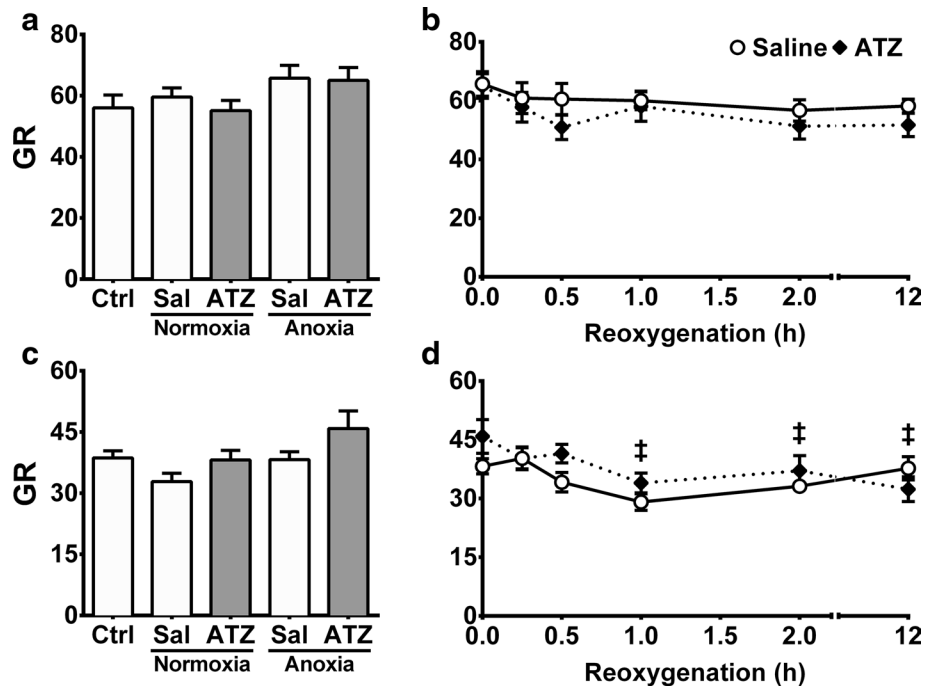 a
80
60
40
20
0
GR
Ctrl Sal ATZ Sal ATZ
Normoxia Anoxia
b
80
60
40
20
0
Saline ATZ
0.0 0.5 1.0 1.5 2.0 12
Reoxygenation (h)
c
60
45
30
15
0
GR
Ctrl Sal ATZ Sal ATZ
Normoxia Anoxia
d
60
45
30
15
0
‡ ‡ ‡
0.0 0.5 1.0 1.5 2.0 12
Reoxygenation (h)